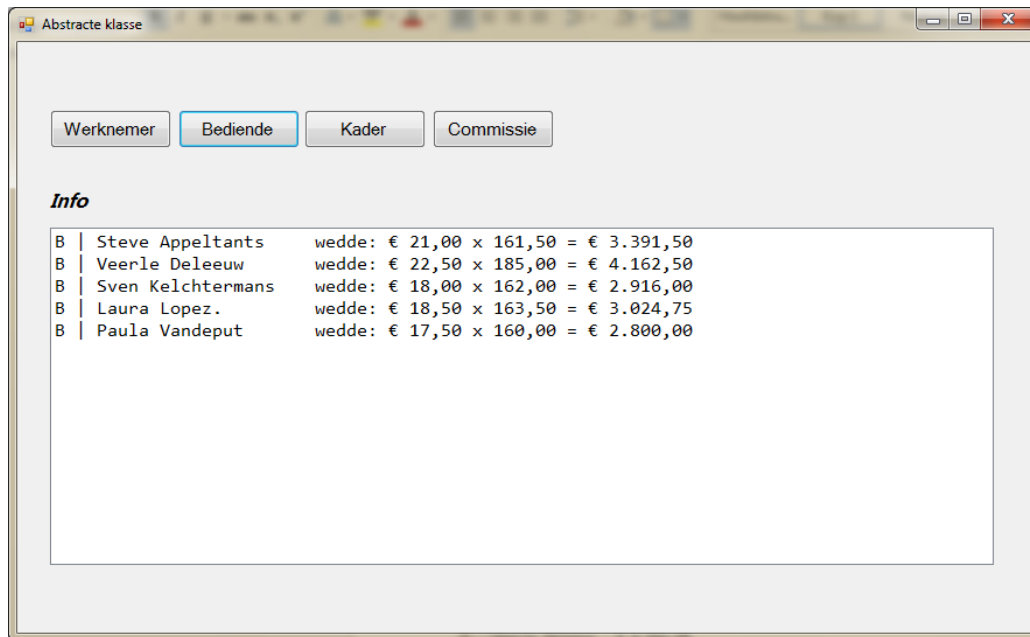 Abstracte klasse
Werknemer Bediende Kader Commissie
Info
B | Steve Appeltants wedde: € 21,00 x 161,50 = € 3.391,50
B | Veerle Deleeuw wedde: € 22,50 x 185,00 = € 4.162,50
B | Sven Kelchtermans wedde: € 18,00 x 162,00 = € 2.916,00
B | Laura Lopez. wedde: € 18,50 x 163,50 = € 3.024,75
B | Paula Vandeput wedde: € 17,50 x 160,00 = € 2.800,00